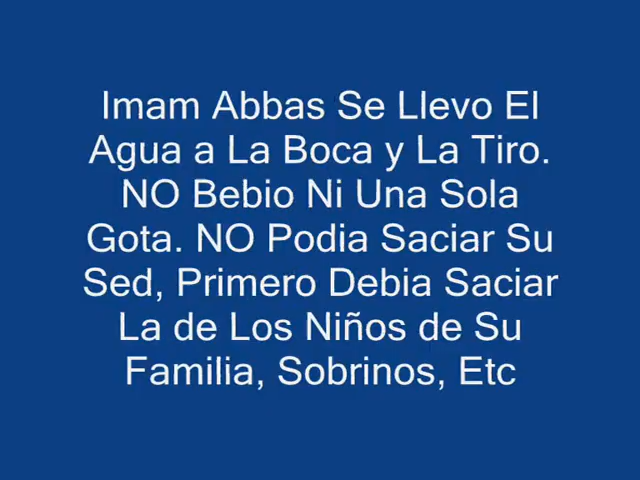 Imam Abbas Se Llevo El
Agua a La Boca y La Tiro.
NO Bebio Ni Una Sola
Gota. NO Podia Saciar Su
Sed, Primero Debia Saciar
La de Los Niños de Su
Familia, Sobrinos, Etc